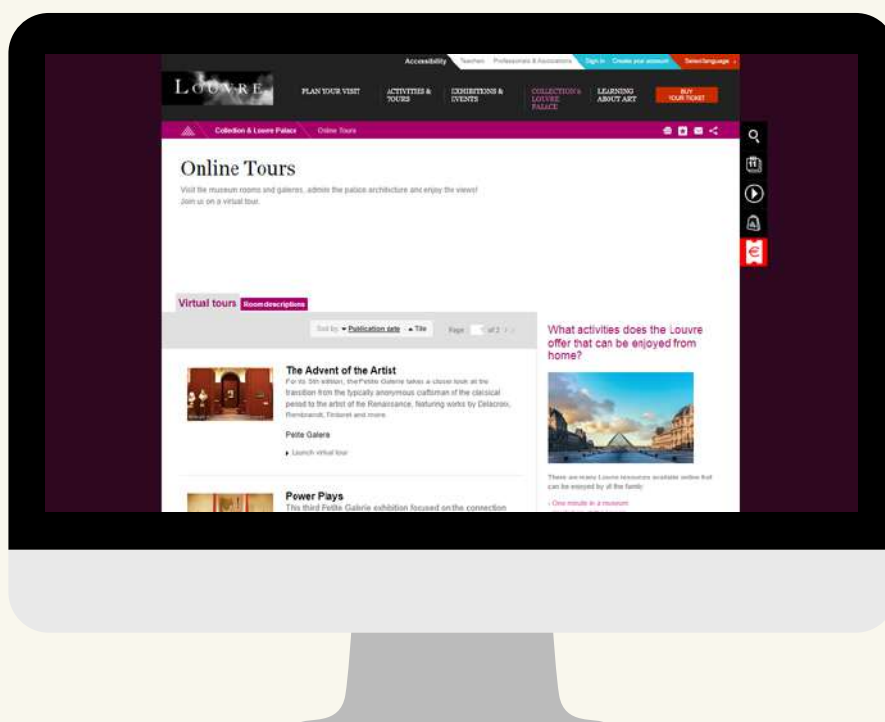 Accessibility Teachers Professionals & Associations Sign in Create your account Select language
LOUVRE
PLAN YOUR VISIT
ACTIVITIES &
TOURS
EXHIBITIONS &
EVENTS
COLLECTION &
LOUVRE
PALACE
LEARNING
ABOUT ART
BUY
YOUR TICKET
Collection & Louvre Palace Online Tours
Online Tours
Visit the museum rooms and galleries, admire the palace architecture and enjoy the views!
Join us on a virtual tour.
Virtual tours Room descriptions
Sort by Publication date Title Page of 2
The Advent of the Artist
For its 5th edition, the Petite Galerie takes a closer look at the
transition from the typically anonymous craftsman of the classical
period to the artist of the Renaissance, featuring works by Delacroix,
Rembrandt, Tintoret and more.
Petite Galerie
Launch virtual tour
Power Plays
This third Petite Galerie exhibition focused on the connection
What activities does the Louvre
offer that can be enjoyed from
home?
There are many Louvre resources available online that
can be enjoyed by all the family
- One minute in a museum